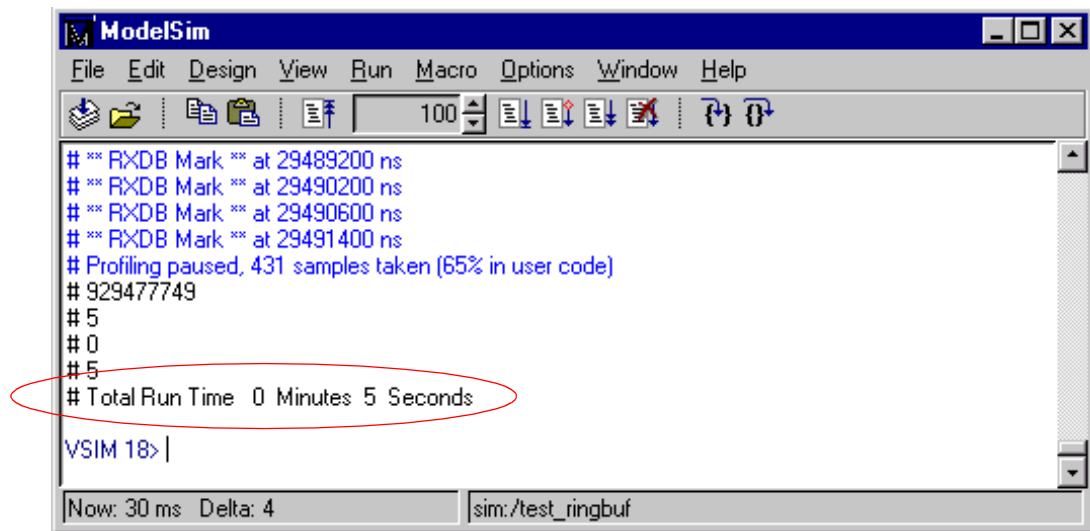 ModelSim
File Edit Design View Run Macro Options Window Help
100
# ** RXDB Mark ** at 29489200 ns
# ** RXDB Mark ** at 29490200 ns
# ** RXDB Mark ** at 29490600 ns
# ** RXDB Mark ** at 29491400 ns
# Profiling paused, 431 samples taken (65% in user code)
# 929477749
# 5
# 0
# 5
# Total Run Time 0 Minutes 5 Seconds
VSIM 18>
Now: 30 ms Delta: 4 sim:/test_ringbuf